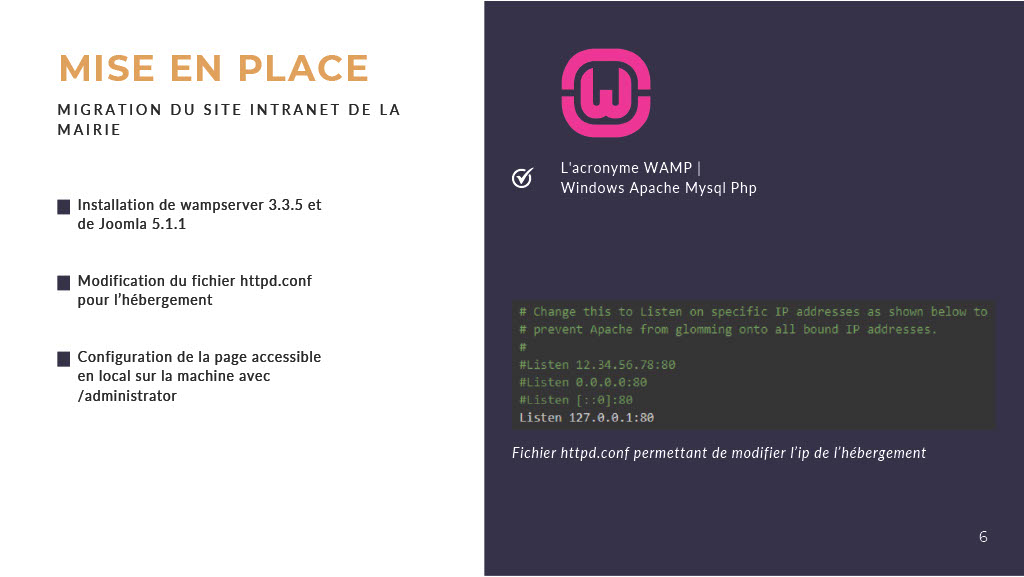 MISE EN PLACE
MIGRATION DU SITE INTRANET DE LA
MAIRIE
Installation de wampserver 3.3.5 et
de Joomla 5.1.1
Modification du fichier httpd.conf
pour l’hébergement
Configuration de la page accessible
en local sur la machine avec
/administrator
W
L'acronyme WAMP |
Windows Apache Mysql Php
# Change this to Listen on specific IP addresses as shown below to
# prevent Apache from glomming onto all bound IP addresses.
#
#Listen 12.34.56.78:80
#Listen 0.0.0.0:80
#Listen [::0]:80
Listen 127.0.0.1:80
Fichier httpd.conf permettant de modifier l’ip de l’hébergement
6